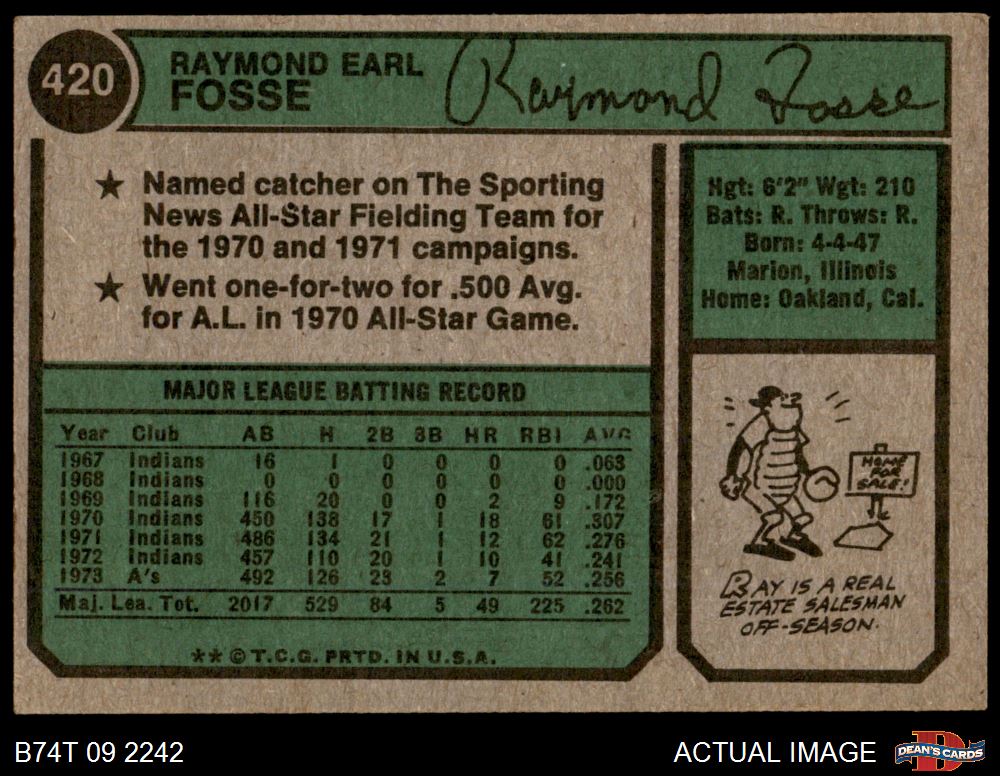 420
RAYMOND EARL
FOSSE
Raymond Fosse
★ Named catcher on The Sporting
News All-Star Fielding Team for
the 1970 and 1971 campaigns.
★ Went one-for-two for .500 Avg.
for A.L. in 1970 All-Star Game.
Hgt: 6'2" Wgt: 210
Bats: R. Throws: R.
Born: 4-4-47
Marion, Illinois
Home: Oakland, Cal.
MAJOR LEAGUE BATTING RECORD
Year Club AB H 2B 3B HR RBI AVG
1967 Indians 16 1 0 0 0 0 .063
1968 Indians 0 0 0 0 0 0 .000
1969 Indians 116 20 0 0 2 9 .172
1970 Indians 450 138 17 1 18 61 .307
1971 Indians 486 134 21 1 12 62 .276
1972 Indians 457 110 20 1 10 41 .241
1973 A's 492 126 23 2 7 52 .256
Maj. Lea. Tot. 2017 529 84 5 49 225 .262
** © T.C.G. PRTD. IN U.S.A.
HOME
FOR
SALE!
RAY IS A REAL
ESTATE SALESMAN
OFF-SEASON.
B74T 09 2242
ACTUAL IMAGE
DEAN'S CARDS